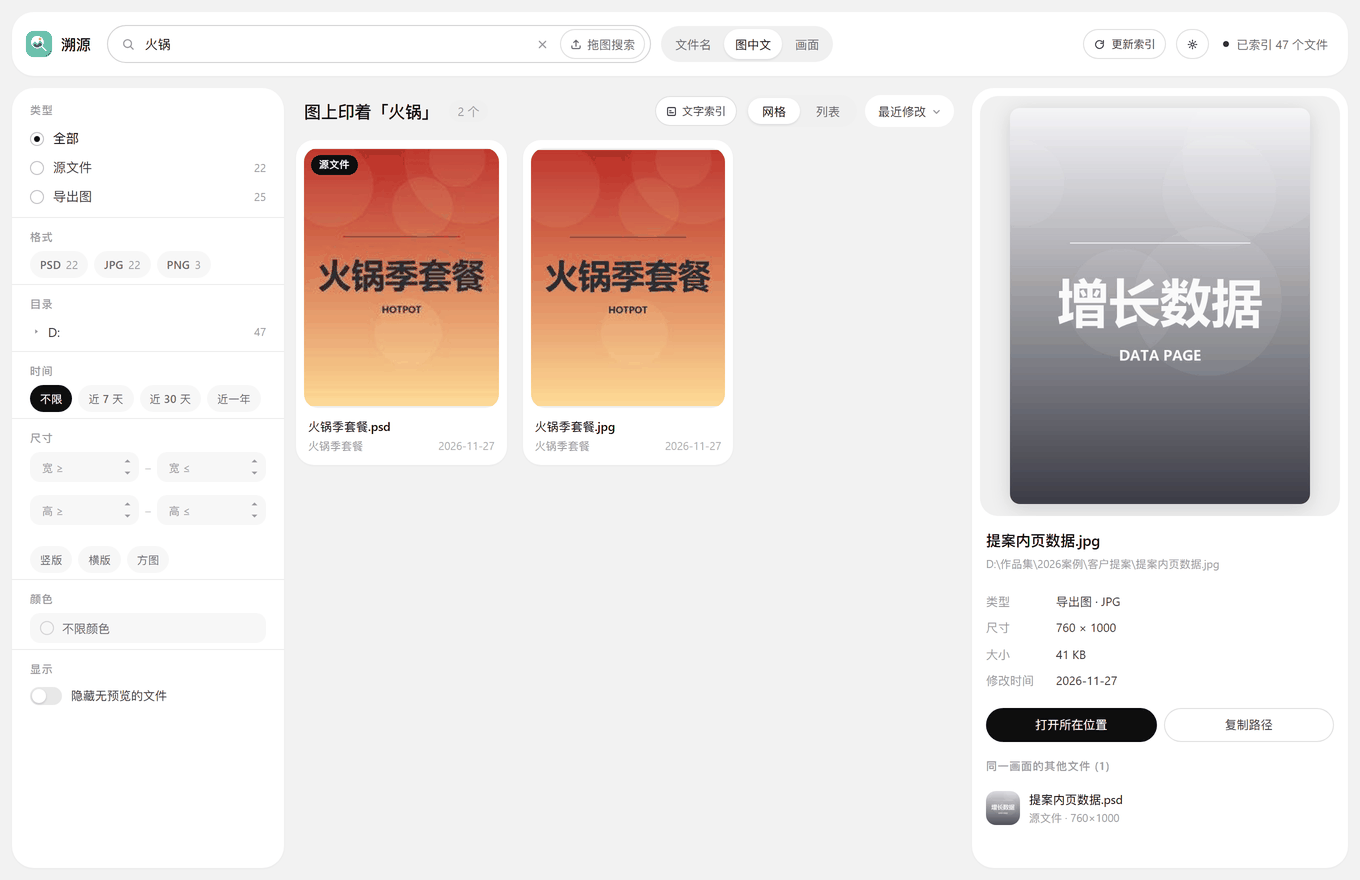 溯源
火锅
拖图搜索
文件名
图中文
画面
更新索引
已索引 47 个文件
类型
全部
源文件 22
导出图 25
格式
PSD 22
JPG 22
PNG 3
目录
D: 47
时间
不限
近 7 天
近 30 天
近一年
尺寸
宽 ≥ – 宽 ≤
高 ≥ – 高 ≤
竖版
横版
方图
颜色
不限颜色
显示
隐藏无预览的文件
图上印着「火锅」 2 个
文字索引
网格
列表
最近修改
源文件
火锅季套餐
HOTPOT
火锅季套餐.psd
火锅季套餐 2026-11-27
火锅季套餐
HOTPOT
火锅季套餐.jpg
火锅季套餐 2026-11-27
增长数据
DATA PAGE
提案内页数据.jpg
D:\作品集\2026案例\客户提案\提案内页数据.jpg
类型 导出图 · JPG
尺寸 760 × 1000
大小 41 KB
修改时间 2026-11-27
打开所在位置
复制路径
同一画面的其他文件 (1)
增长数据
提案内页数据.psd
源文件 · 760×1000